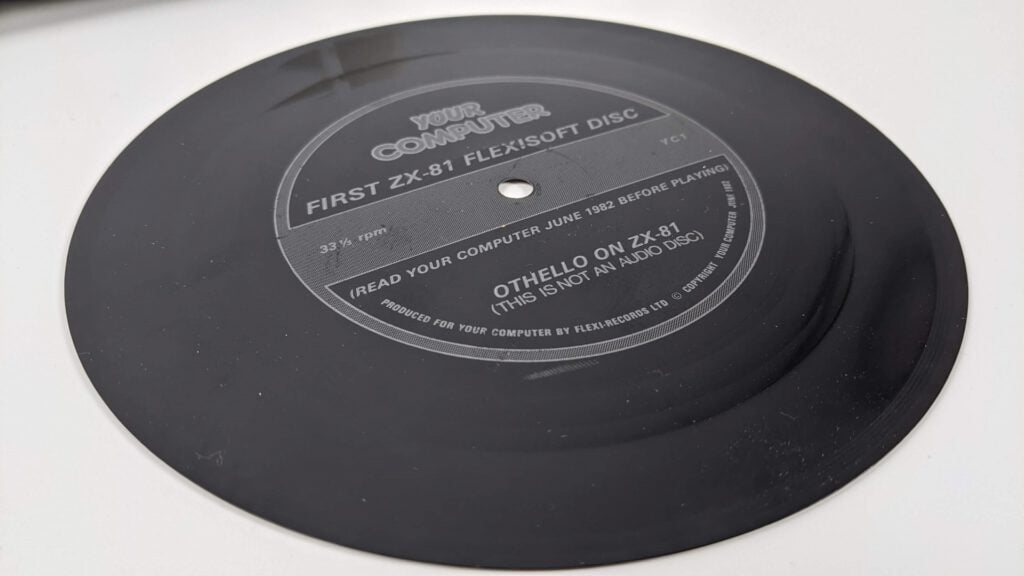 YOUR
COMPUTER
FIRST ZX-81 FLEXISOFT DISC
YC1
33⅓ rpm
(READ YOUR COMPUTER JUNE 1982 BEFORE PLAYING)
OTHELLO ON ZX-81
(THIS IS NOT AN AUDIO DISC)
PRODUCED FOR YOUR COMPUTER BY FLEXI-RECORDS LTD © COPYRIGHT YOUR COMPUTER JUNE 1982